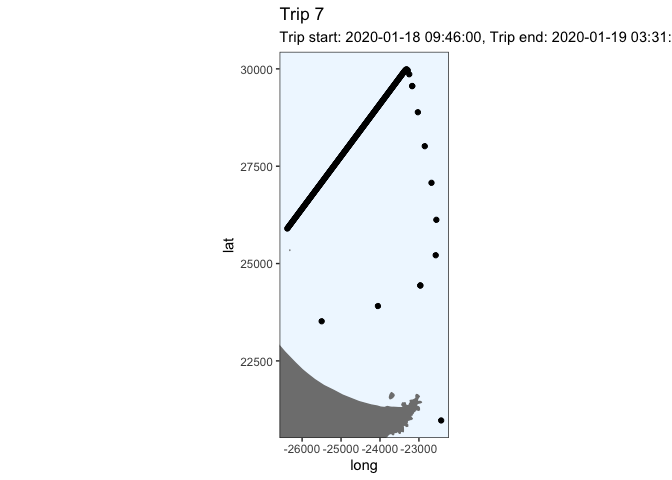 Trip 7
Trip start: 2020-01-18 09:46:00, Trip end: 2020-01-19 03:31:
30000
27500
25000
22500
lat
-26000 -25000 -24000 -23000
long